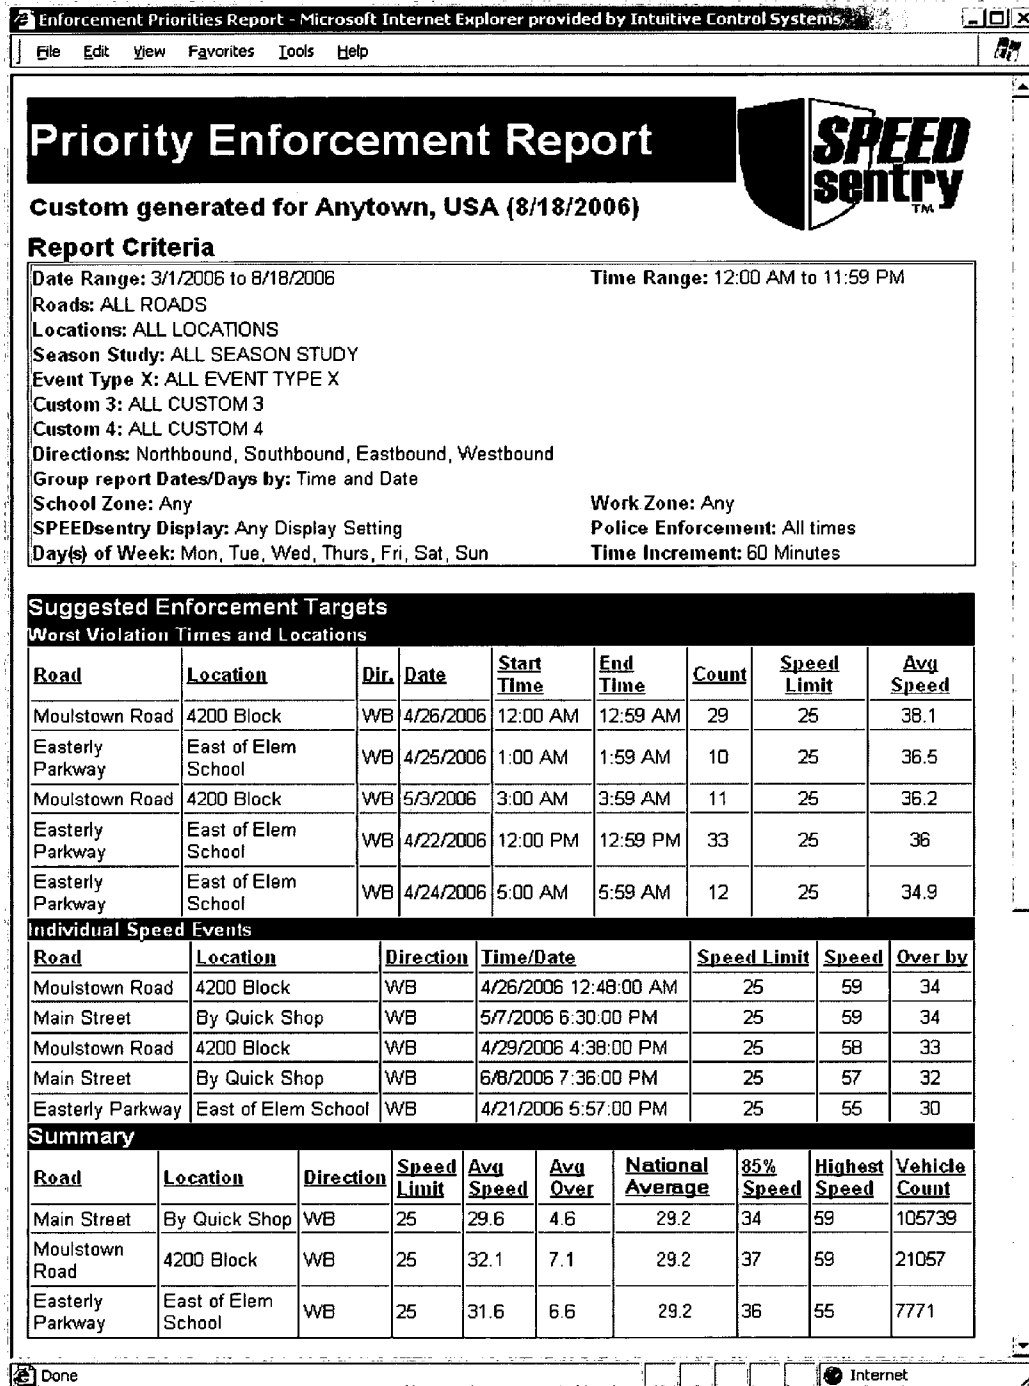 Enforcement Priorities Report - Microsoft Internet Explorer provided by Intuitive Control Systems
File Edit View Favorites Tools Help
Priority Enforcement Report
SPEED
sentry
TM
Custom generated for Anytown, USA (8/18/2006)
Report Criteria
Date Range: 3/1/2006 to 8/18/2006 Time Range: 12:00 AM to 11:59 PM
Roads: ALL ROADS
Locations: ALL LOCATIONS
Season Study: ALL SEASON STUDY
Event Type X: ALL EVENT TYPE X
Custom 3: ALL CUSTOM 3
Custom 4: ALL CUSTOM 4
Directions: Northbound, Southbound, Eastbound, Westbound
Group report Dates/Days by: Time and Date
School Zone: Any Work Zone: Any
SPEEDsentry Display: Any Display Setting Police Enforcement: All times
Day(s) of Week: Mon, Tue, Wed, Thurs, Fri, Sat, Sun Time Increment: 60 Minutes
Suggested Enforcement Targets
Worst Violation Times and Locations
Road Location Dir. Date Start Time End Time Count Speed Limit Avg Speed
Moulstown Road 4200 Block WB 4/26/2006 12:00 AM 12:59 AM 29 25 38.1
Easterly Parkway East of Elem School WB 4/25/2006 1:00 AM 1:59 AM 10 25 36.5
Moulstown Road 4200 Block WB 5/3/2006 3:00 AM 3:59 AM 11 25 36.2
Easterly Parkway East of Elem School WB 4/22/2006 12:00 PM 12:59 PM 33 25 36
Easterly Parkway East of Elem School WB 4/24/2006 5:00 AM 5:59 AM 12 25 34.9
Individual Speed Events
Road Location Direction Time/Date Speed Limit Speed Over by
Moulstown Road 4200 Block WB 4/26/2006 12:48:00 AM 25 59 34
Main Street By Quick Shop WB 5/7/2006 6:30:00 PM 25 59 34
Moulstown Road 4200 Block WB 4/29/2006 4:38:00 PM 25 58 33
Main Street By Quick Shop WB 6/8/2006 7:36:00 PM 25 57 32
Easterly Parkway East of Elem School WB 4/21/2006 5:57:00 PM 25 55 30
Summary
Road Location Direction Speed Limit Avg Speed Avg Over National Average 85% Speed Highest Speed Vehicle Count
Main Street By Quick Shop WB 25 29.6 4.6 29.2 34 59 105739
Moulstown Road 4200 Block WB 25 32.1 7.1 29.2 37 59 21057
Easterly Parkway East of Elem School WB 25 31.6 6.6 29.2 36 55 7771
Done Internet